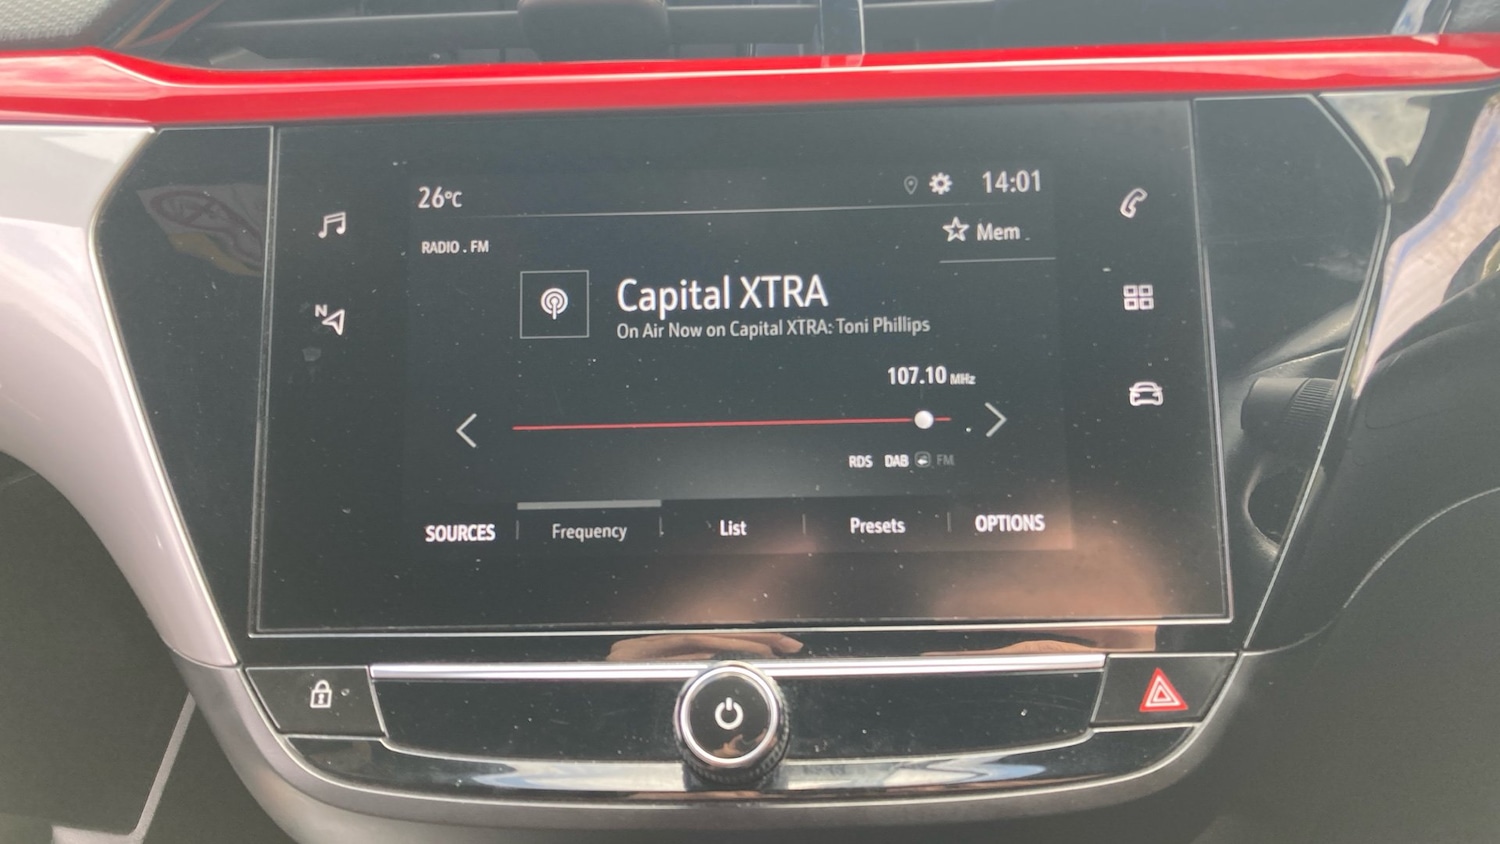 26°C
14:01
RADIO . FM
Mem
Capital XTRA
On Air Now on Capital XTRA: Toni Phillips
107.10 MHz
N
RDS DAB FM
SOURCES
Frequency
List
Presets
OPTIONS